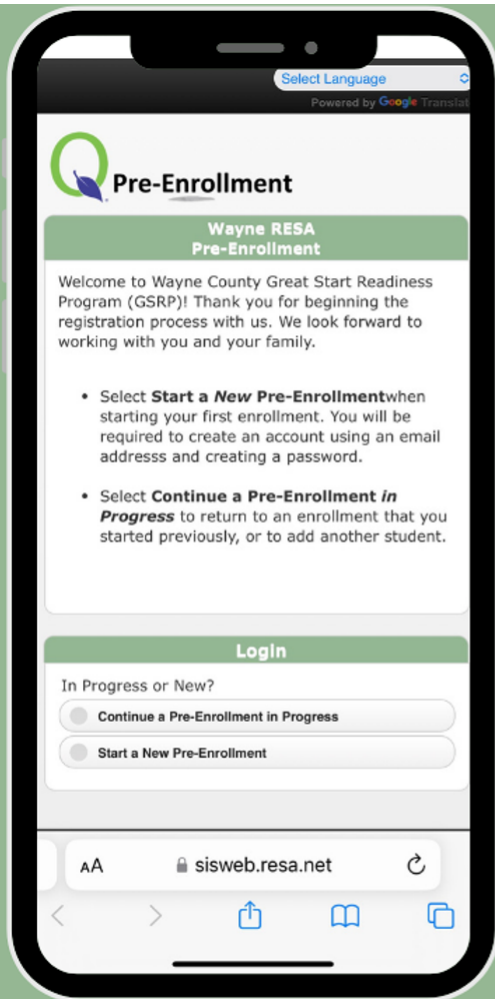 Select Language
Powered by Google Translat
Pre-Enrollment
Wayne RESA
Pre-Enrollment
Welcome to Wayne County Great Start Readiness
Program (GSRP)! Thank you for beginning the
registration process with us. We look forward to
working with you and your family.
• Select Start a New Pre-Enrollmentwhen
starting your first enrollment. You will be
required to create an account using an email
addresss and creating a password.
• Select Continue a Pre-Enrollment in
Progress to return to an enrollment that you
started previously, or to add another student.
Login
In Progress or New?
Continue a Pre-Enrollment in Progress
Start a New Pre-Enrollment
AA sisweb.resa.net